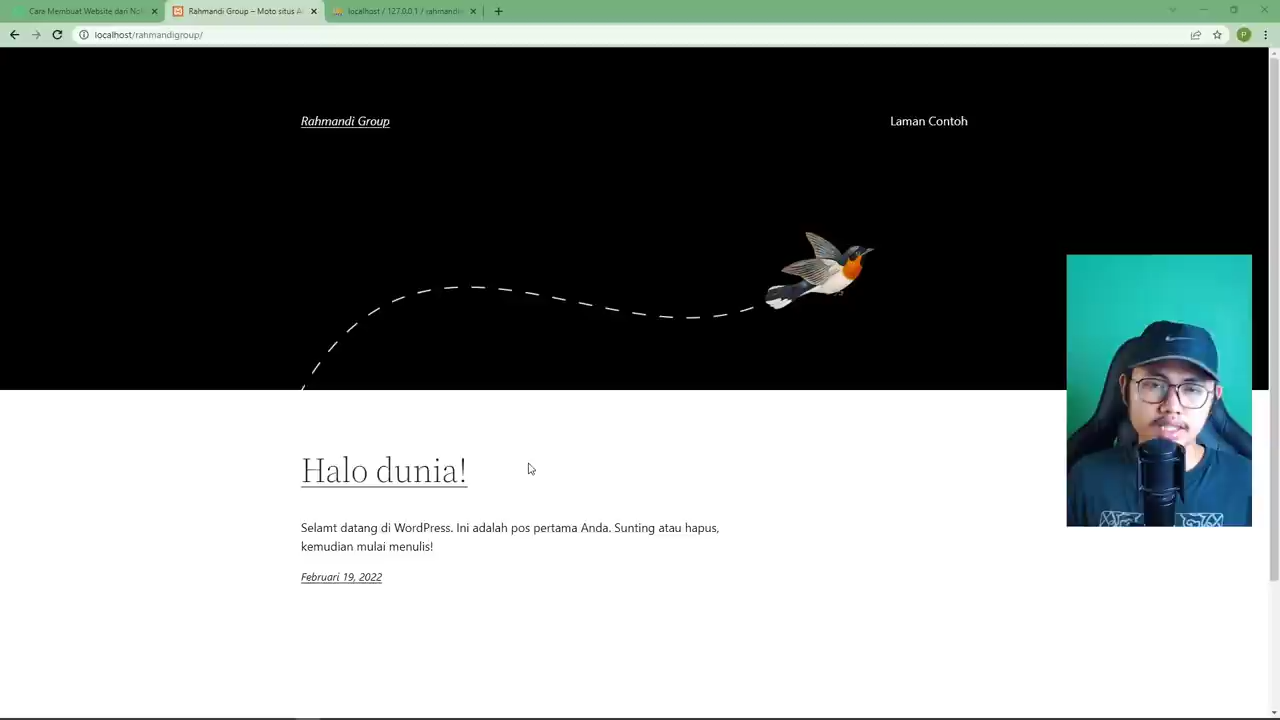 Cara Membuat Website dari No
Rahmandi Group – Moto situs A
localhost / 127.0.0.1 / rahmandi
localhost/rahmandigroup/
P
Rahmandi Group
Laman Contoh
Halo dunia!
Selamt datang di WordPress. Ini adalah pos pertama Anda. Sunting atau hapus,
kemudian mulai menulis!
Februari 19, 2022